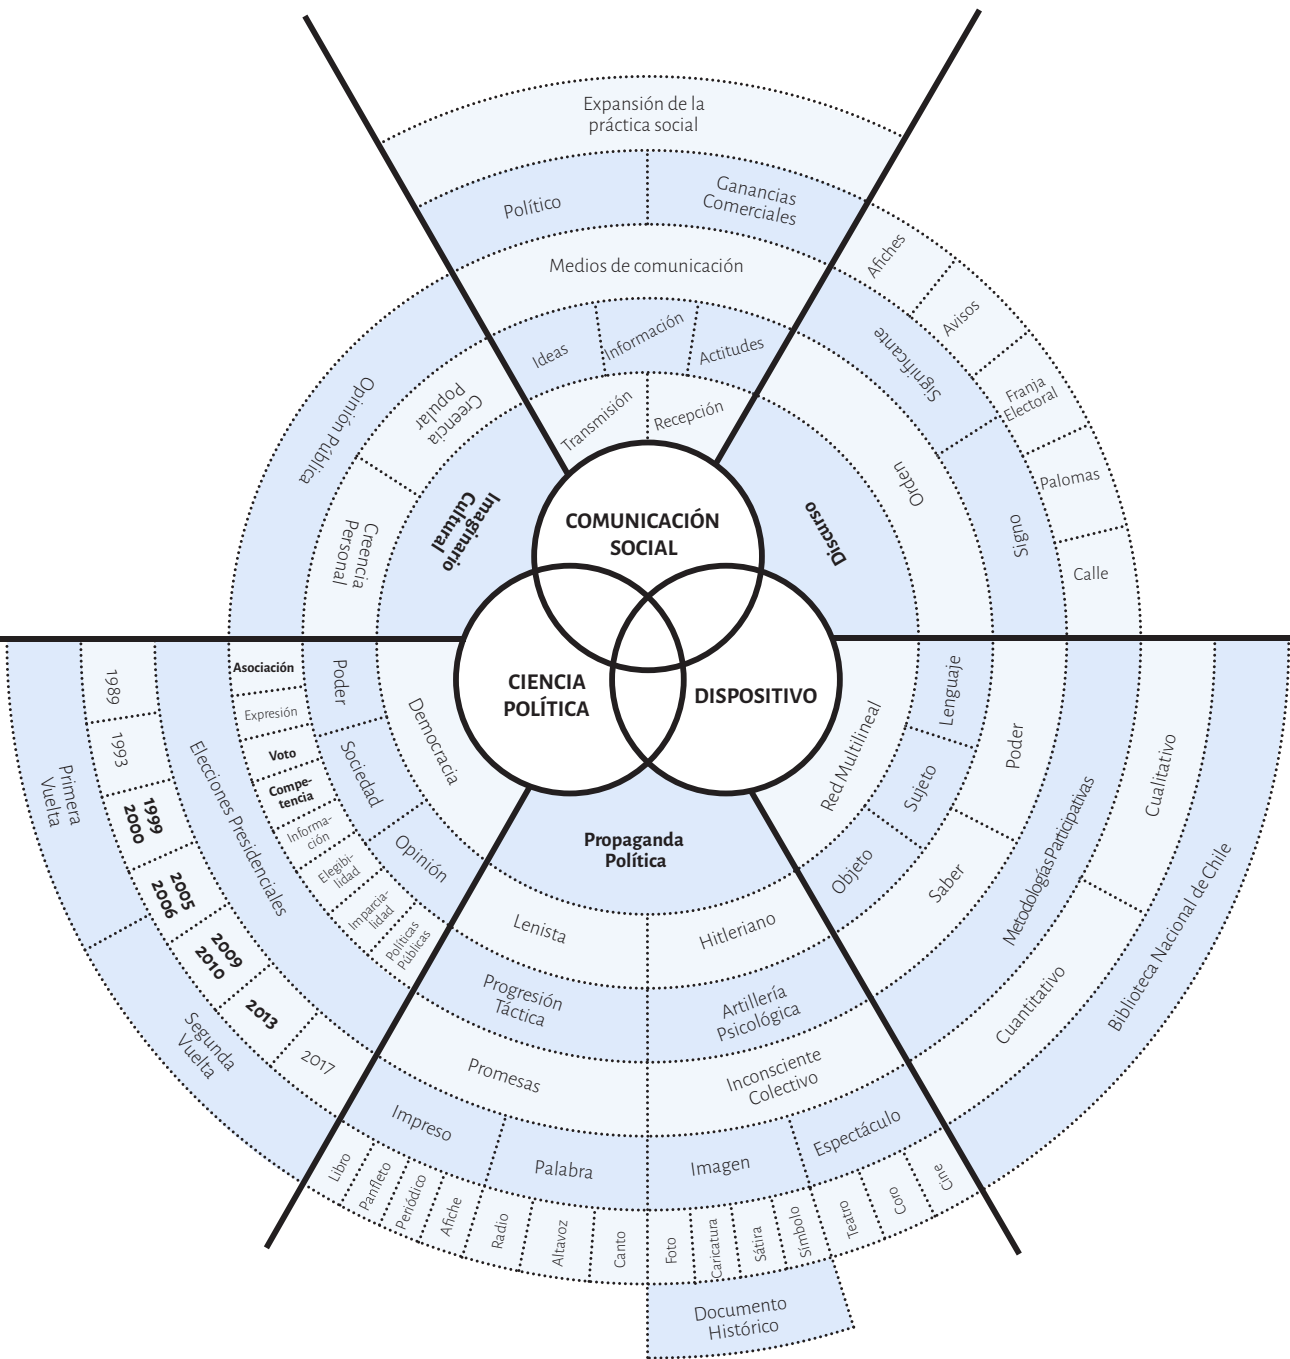 Expansión de la
práctica social
Político
Ganancias
Comerciales
Medios de comunicación
Ideas
Información
Actitudes
Transmisión
Recepción
Afiches
Avisos
Franja
Electoral
Palomas
Calle
Significante
Signo
Orden
Discurso
Opinión Pública
Creencia
Popular
Creencia
Personal
Imaginario
Cultural
COMUNICACIÓN
SOCIAL
CIENCIA
POLÍTICA
DISPOSITIVO
Primera
Vuelta
Segunda
Vuelta
1989
1993
1999
2000
2005
2006
2009
2010
2013
2017
Elecciones Presidenciales
Asociación
Expresión
Voto
Compe-
tencia
Informa-
ción
Elegibi-
lidad
Imparcia-
lidad
Políticas
Públicas
Poder
Sociedad
Opinión
Democracia
Red Multilineal
Lenguaje
Sujeto
Objeto
Poder
Saber
Metodologías Participativas
Cualitativo
Cuantitativo
Biblioteca Nacional de Chile
Propaganda
Política
Lenista
Hitleriano
Progresión
Táctica
Artillería
Psicológica
Promesas
Inconsciente
Colectivo
Impreso
Palabra
Imagen
Espectáculo
Libro
Panfleto
Periódico
Afiche
Radio
Altavoz
Canto
Foto
Caricatura
Sátira
Símbolo
Teatro
Coro
Cine
Documento
Histórico